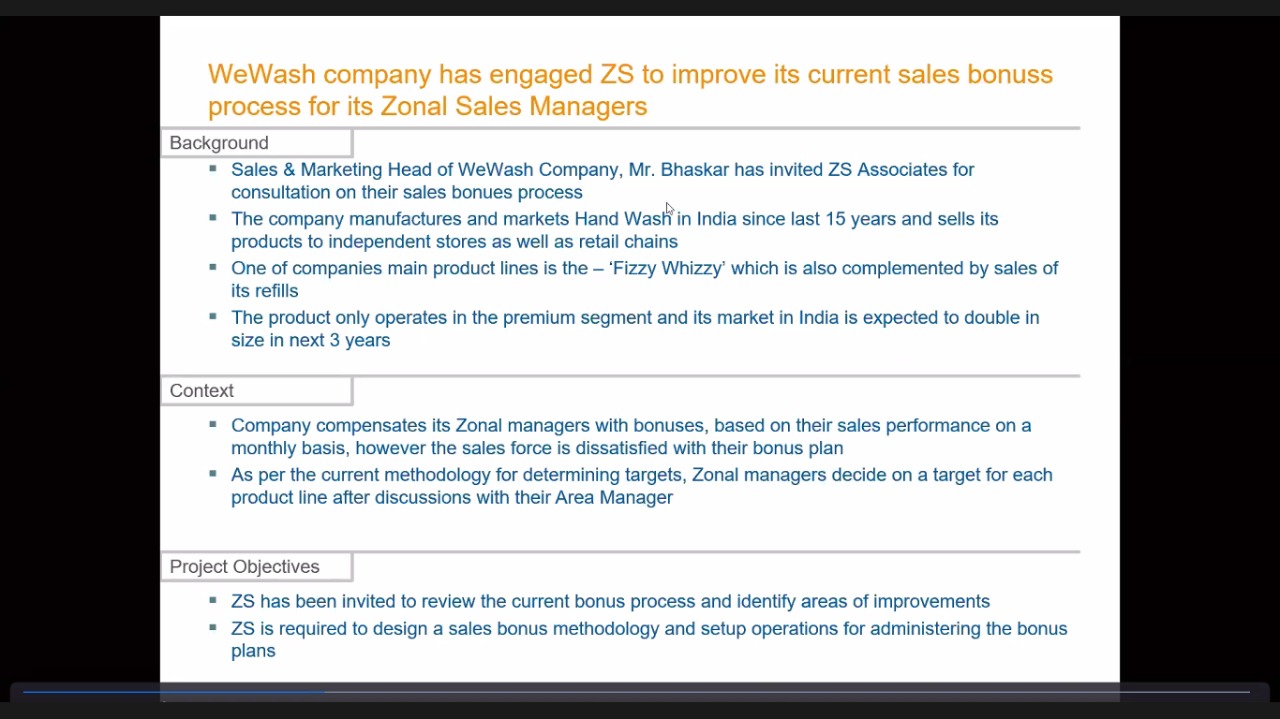 WeWash company has engaged ZS to improve its current sales bonuss
process for its Zonal Sales Managers
Background
Sales & Marketing Head of WeWash Company, Mr. Bhaskar has invited ZS Associates for
consultation on their sales bonues process
The company manufactures and markets Hand Wash in India since last 15 years and sells its
products to independent stores as well as retail chains
One of companies main product lines is the – ‘Fizzy Whizzy’ which is also complemented by sales of
its refills
The product only operates in the premium segment and its market in India is expected to double in
size in next 3 years
Context
Company compensates its Zonal managers with bonuses, based on their sales performance on a
monthly basis, however the sales force is dissatisfied with their bonus plan
As per the current methodology for determining targets, Zonal managers decide on a target for each
product line after discussions with their Area Manager
Project Objectives
ZS has been invited to review the current bonus process and identify areas of improvements
ZS is required to design a sales bonus methodology and setup operations for administering the bonus
plans